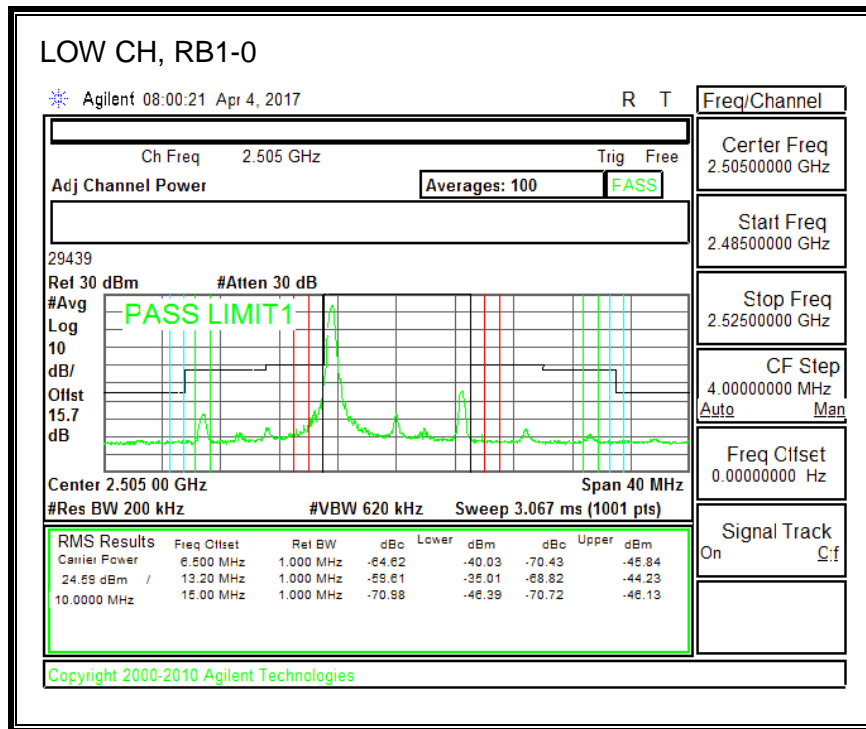 LOW CH, RB1-0
Agilent 08:00:21 Apr 4, 2017 R T
Freq/Channel
Ch Freq 2.505 GHz Trig Free
Adj Channel Power Averages: 100 PASS
29439
Ref 30 dBm #Atten 30 dB
#Avg
Log
10
dB/
Offst
15.7
dB
PASS LIMIT1
Center 2.505 00 GHz Span 40 MHz
#Res BW 200 kHz #VBW 620 kHz Sweep 3.067 ms (1001 pts)
RMS Results Freq Offset Ref BW dBc Lower dBm dBc Upper dBm
Carrier Power 6.500 MHz 1.000 MHz -64.62 -40.03 -70.43 -45.84
24.59 dBm / 13.20 MHz 1.000 MHz -59.61 -35.01 -68.82 -44.23
10.0000 MHz 15.00 MHz 1.000 MHz -70.98 -46.39 -70.72 -46.13
Center Freq
2.50500000 GHz
Start Freq
2.48500000 GHz
Stop Freq
2.52500000 GHz
CF Step
4.00000000 MHz
Auto Man
Freq Offset
0.00000000 Hz
Signal Track
On Off
Copyright 2000-2010 Agilent Technologies